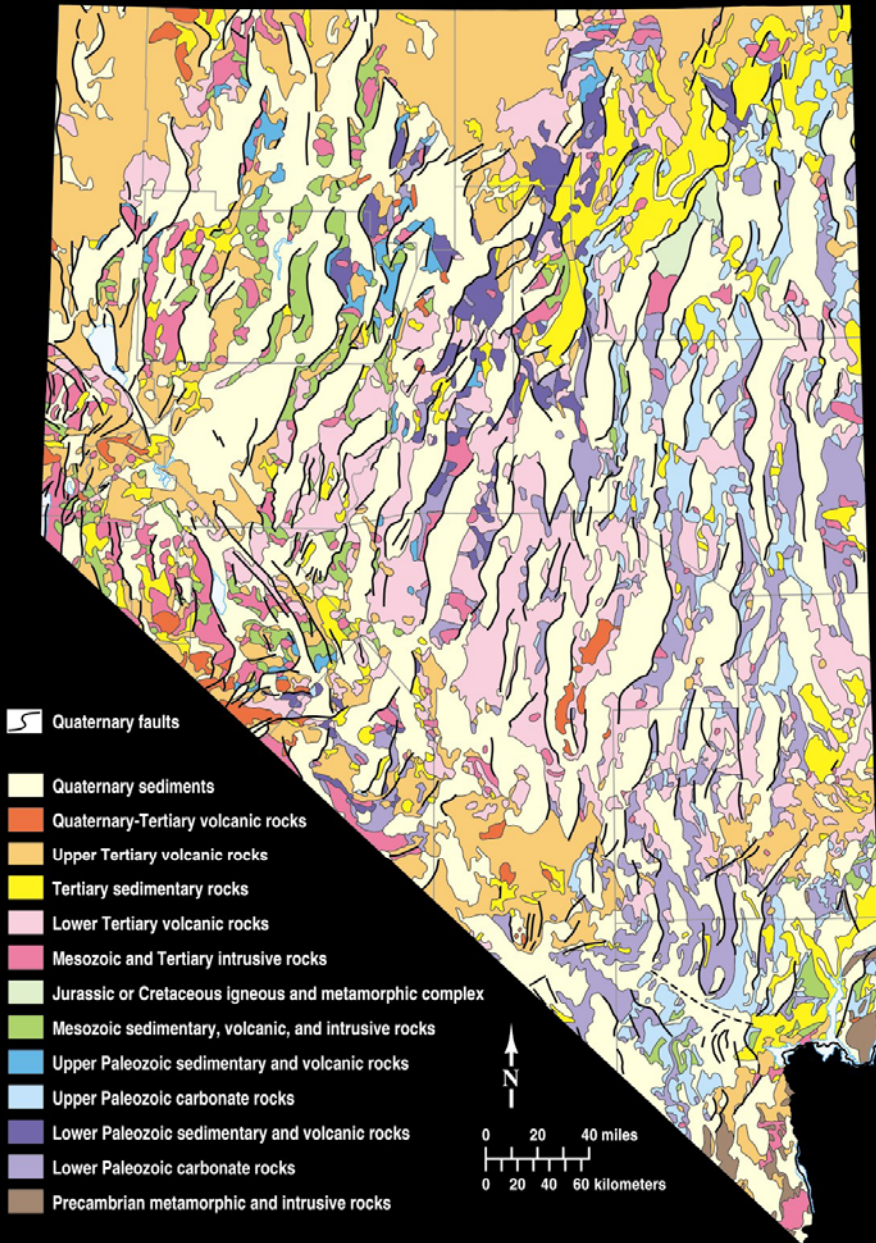 Quaternary faults
Quaternary sediments
Quaternary-Tertiary volcanic rocks
Upper Tertiary volcanic rocks
Tertiary sedimentary rocks
Lower Tertiary volcanic rocks
Mesozoic and Tertiary intrusive rocks
Jurassic or Cretaceous igneous and metamorphic complex
Mesozoic sedimentary, volcanic, and intrusive rocks
Upper Paleozoic sedimentary and volcanic rocks
Upper Paleozoic carbonate rocks
Lower Paleozoic sedimentary and volcanic rocks
Lower Paleozoic carbonate rocks
Precambrian metamorphic and intrusive rocks
N
0 20 40 miles
0 20 40 60 kilometers